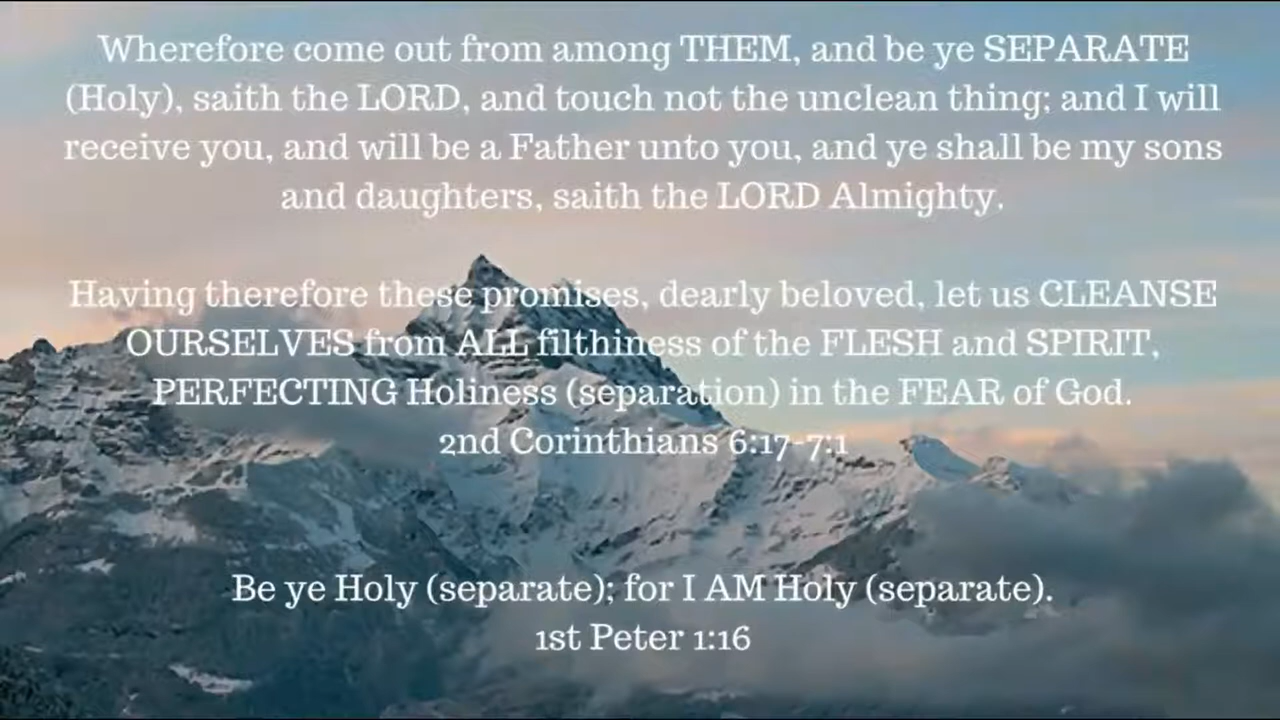 Wherefore come out from among THEM, and be ye SEPARATE
(Holy), saith the LORD, and touch not the unclean thing; and I will
receive you, and will be a Father unto you, and ye shall be my sons
and daughters, saith the LORD Almighty.
Having therefore these promises, dearly beloved, let us CLEANSE
OURSELVES from ALL filthiness of the FLESH and SPIRIT,
PERFECTING Holiness (separation) in the FEAR of God.
2nd Corinthians 6:17-7:1
Be ye Holy (separate); for I AM Holy (separate).
1st Peter 1:16